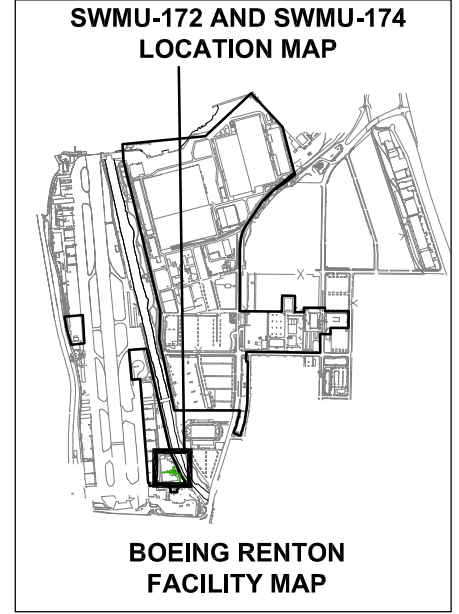 SWMU-172 AND SWMU-174
LOCATION MAP
BOEING RENTON
FACILITY MAP